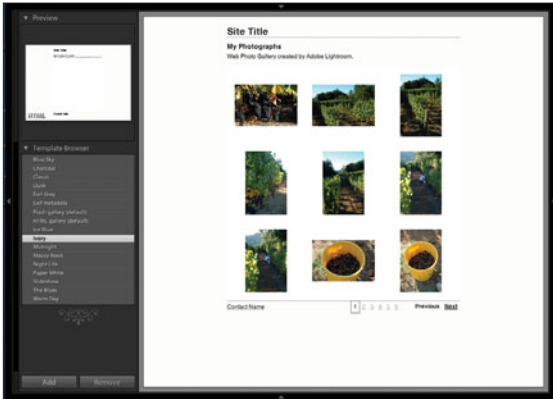 Preview
Template Browser
Blue Sky
Charcoal
Classic
Dusk
Earl Grey
Exif metadata
Flash gallery (default)
HTML gallery (default)
Ice Blue
Ivory
Midnight
Mossy Rock
Night Life
Paper White
Slideshow
The Blues
Warm Day
Add Remove
Site Title
My Photographs
Web Photo Gallery created by Adobe Lightroom.
Contact Name
1 2 3 4 5 6
Previous Next